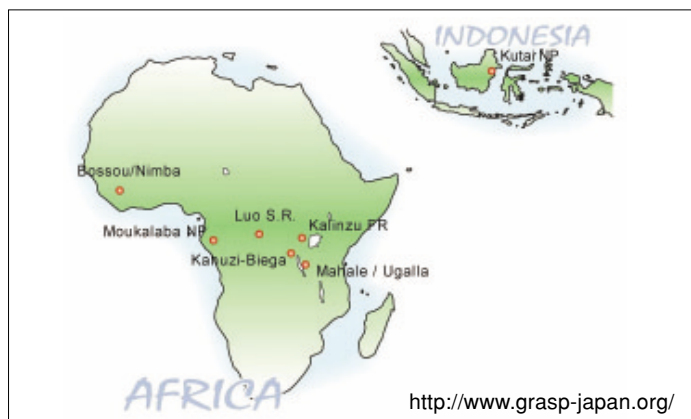 INDONESIA
Kutai NP
Bossou/Nimba
Luo S.R.
Moukalaba NP
Kalinzu FR
Kahuzi-Biega
Mahale / Ugalla
AFRICA
http://www.grasp-japan.org/